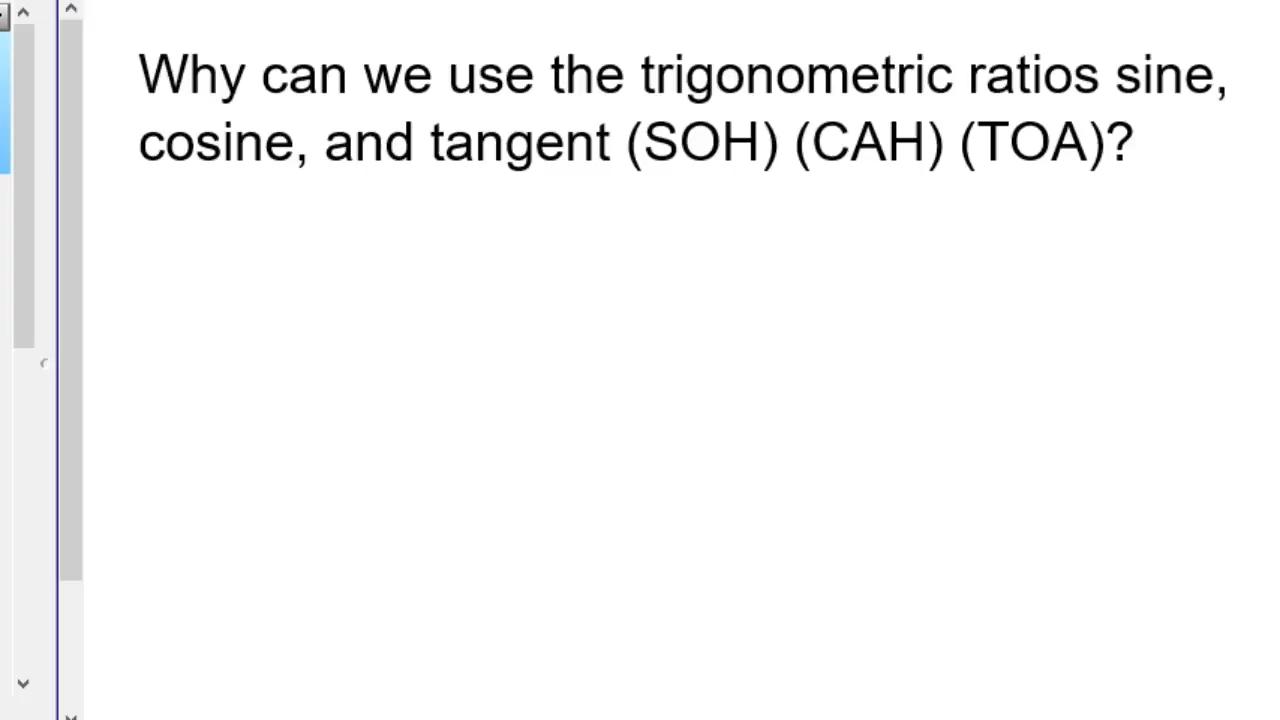 Why can we use the trigonometric ratios sine,
cosine, and tangent (SOH) (CAH) (TOA)?